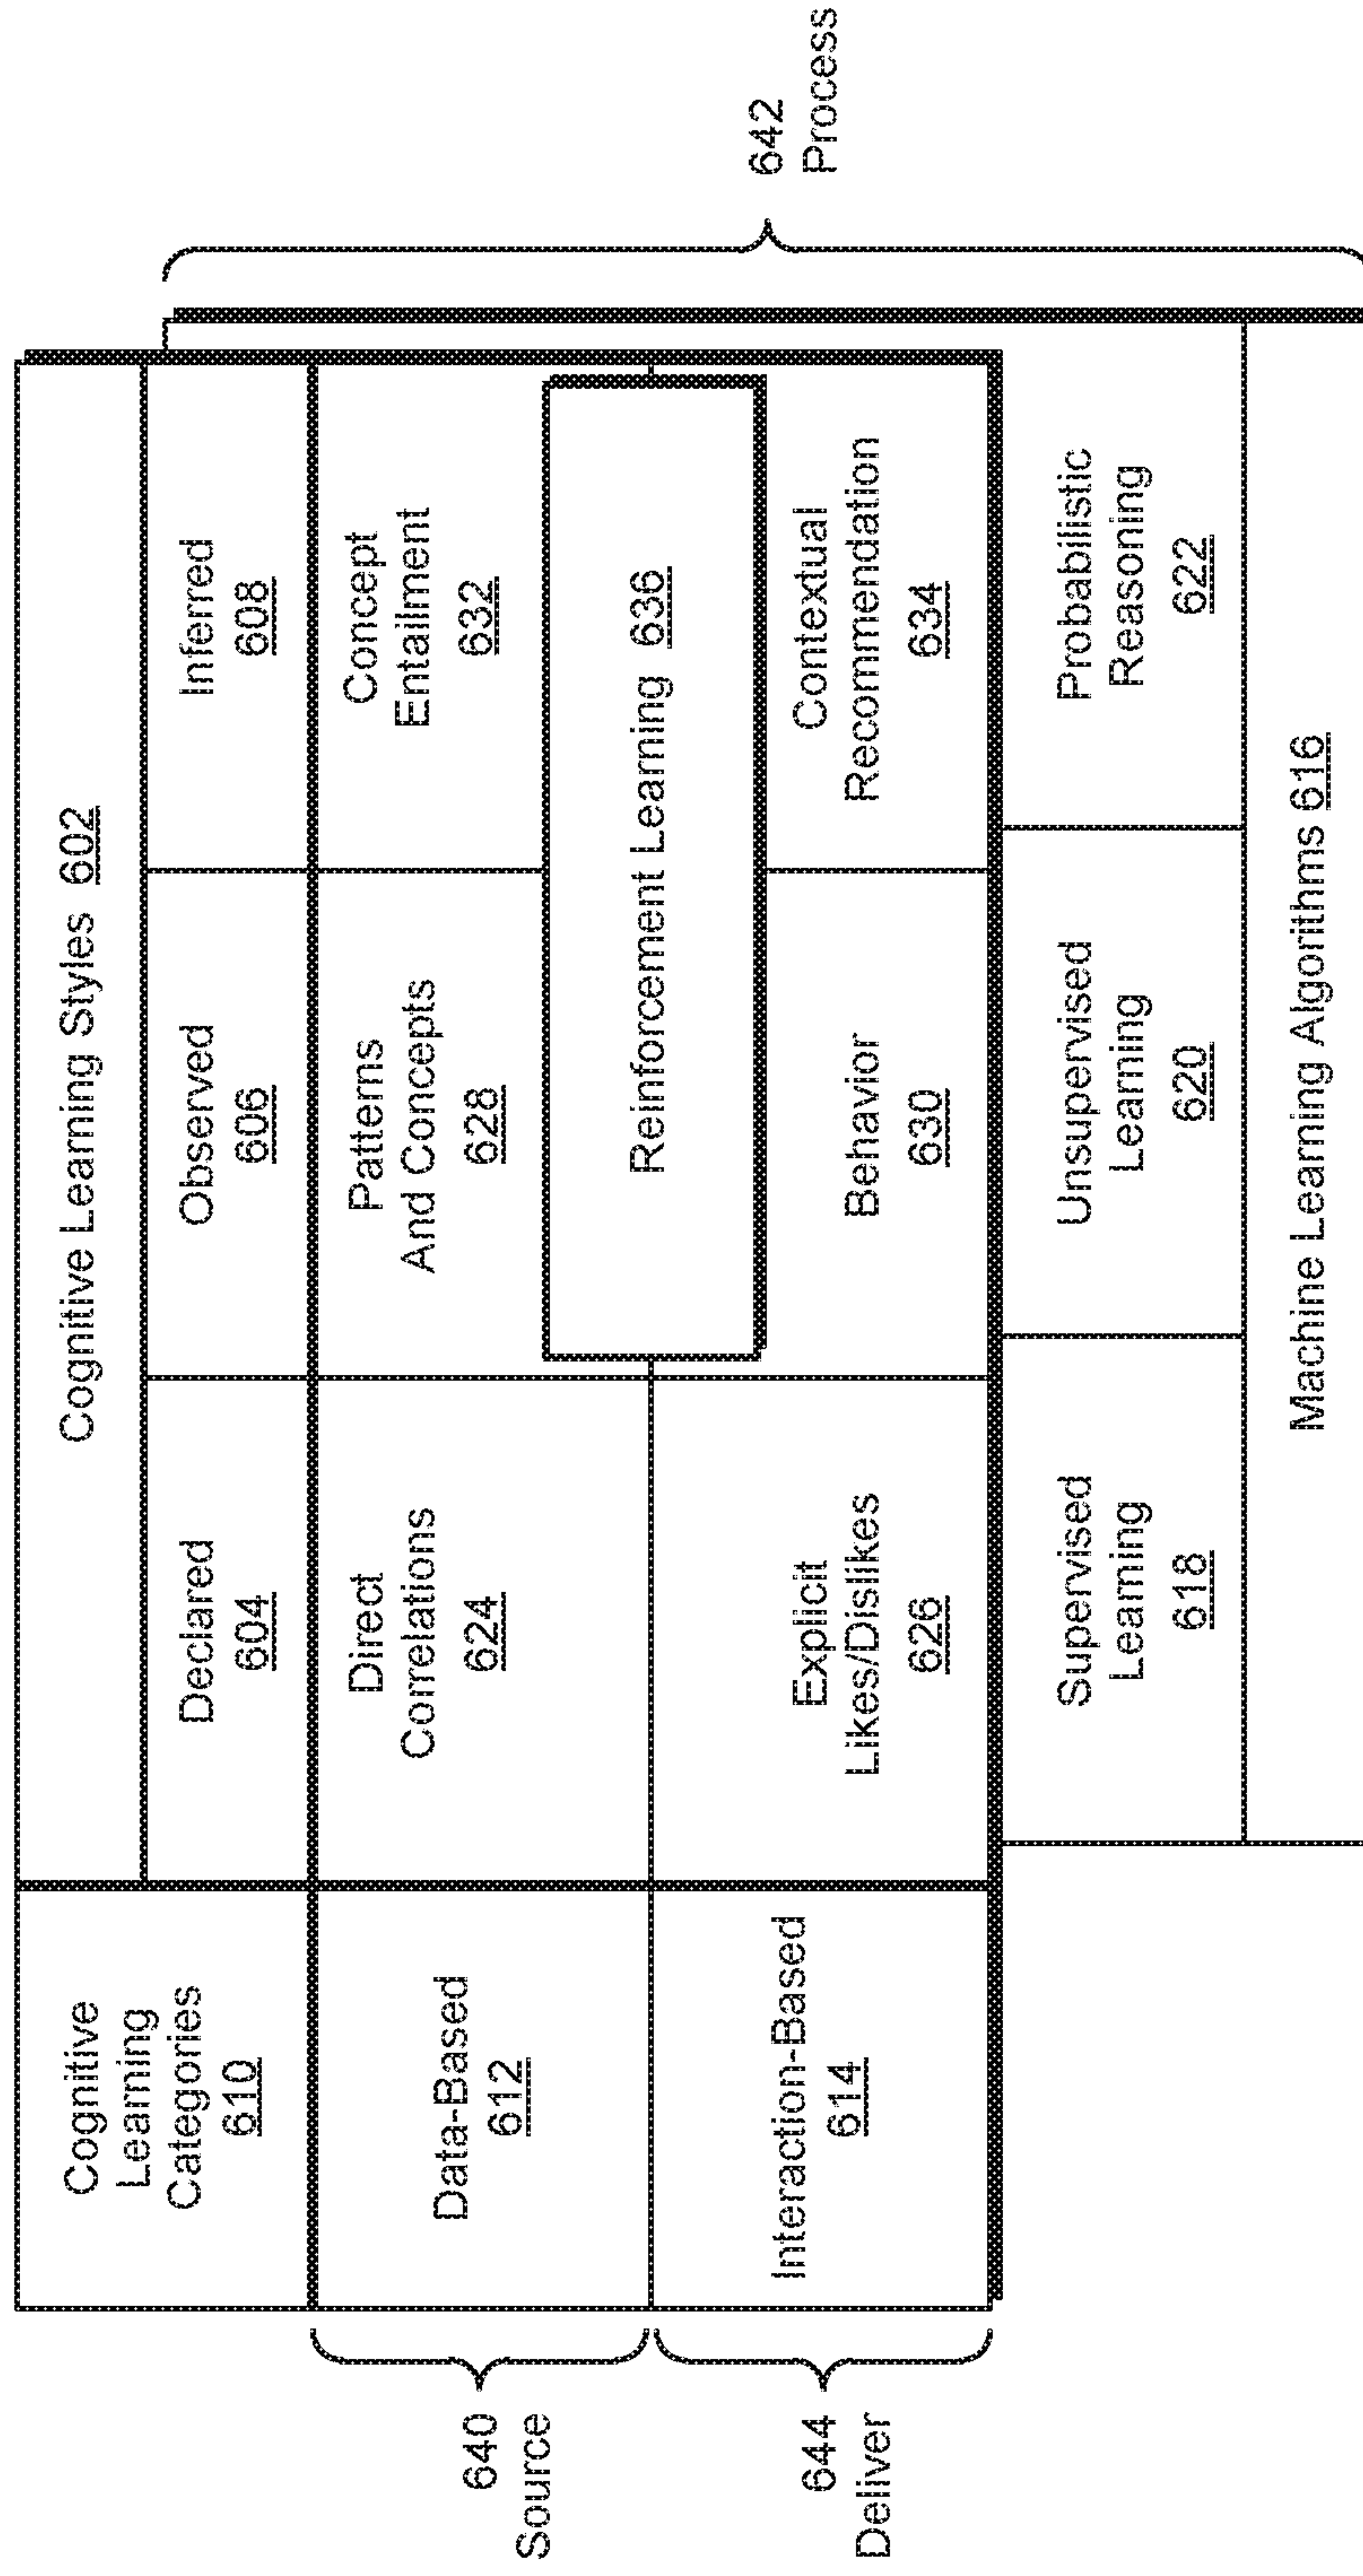 Cognitive Learning Styles 602
Cognitive
Learning
Categories
610
Declared
604
Observed
606
Inferred
608
640
Source
Data-Based
612
Direct
Correlations
624
Patterns
And Concepts
628
Concept
Entailment
632
Reinforcement Learning 636
644
Deliver
Interaction-Based
614
Explicit
Likes/Dislikes
626
Behavior
630
Contextual
Recommendation
634
642
Process
Supervised
Learning
618
Unsupervised
Learning
620
Probabilistic
Reasoning
622
Machine Learning Algorithms 616